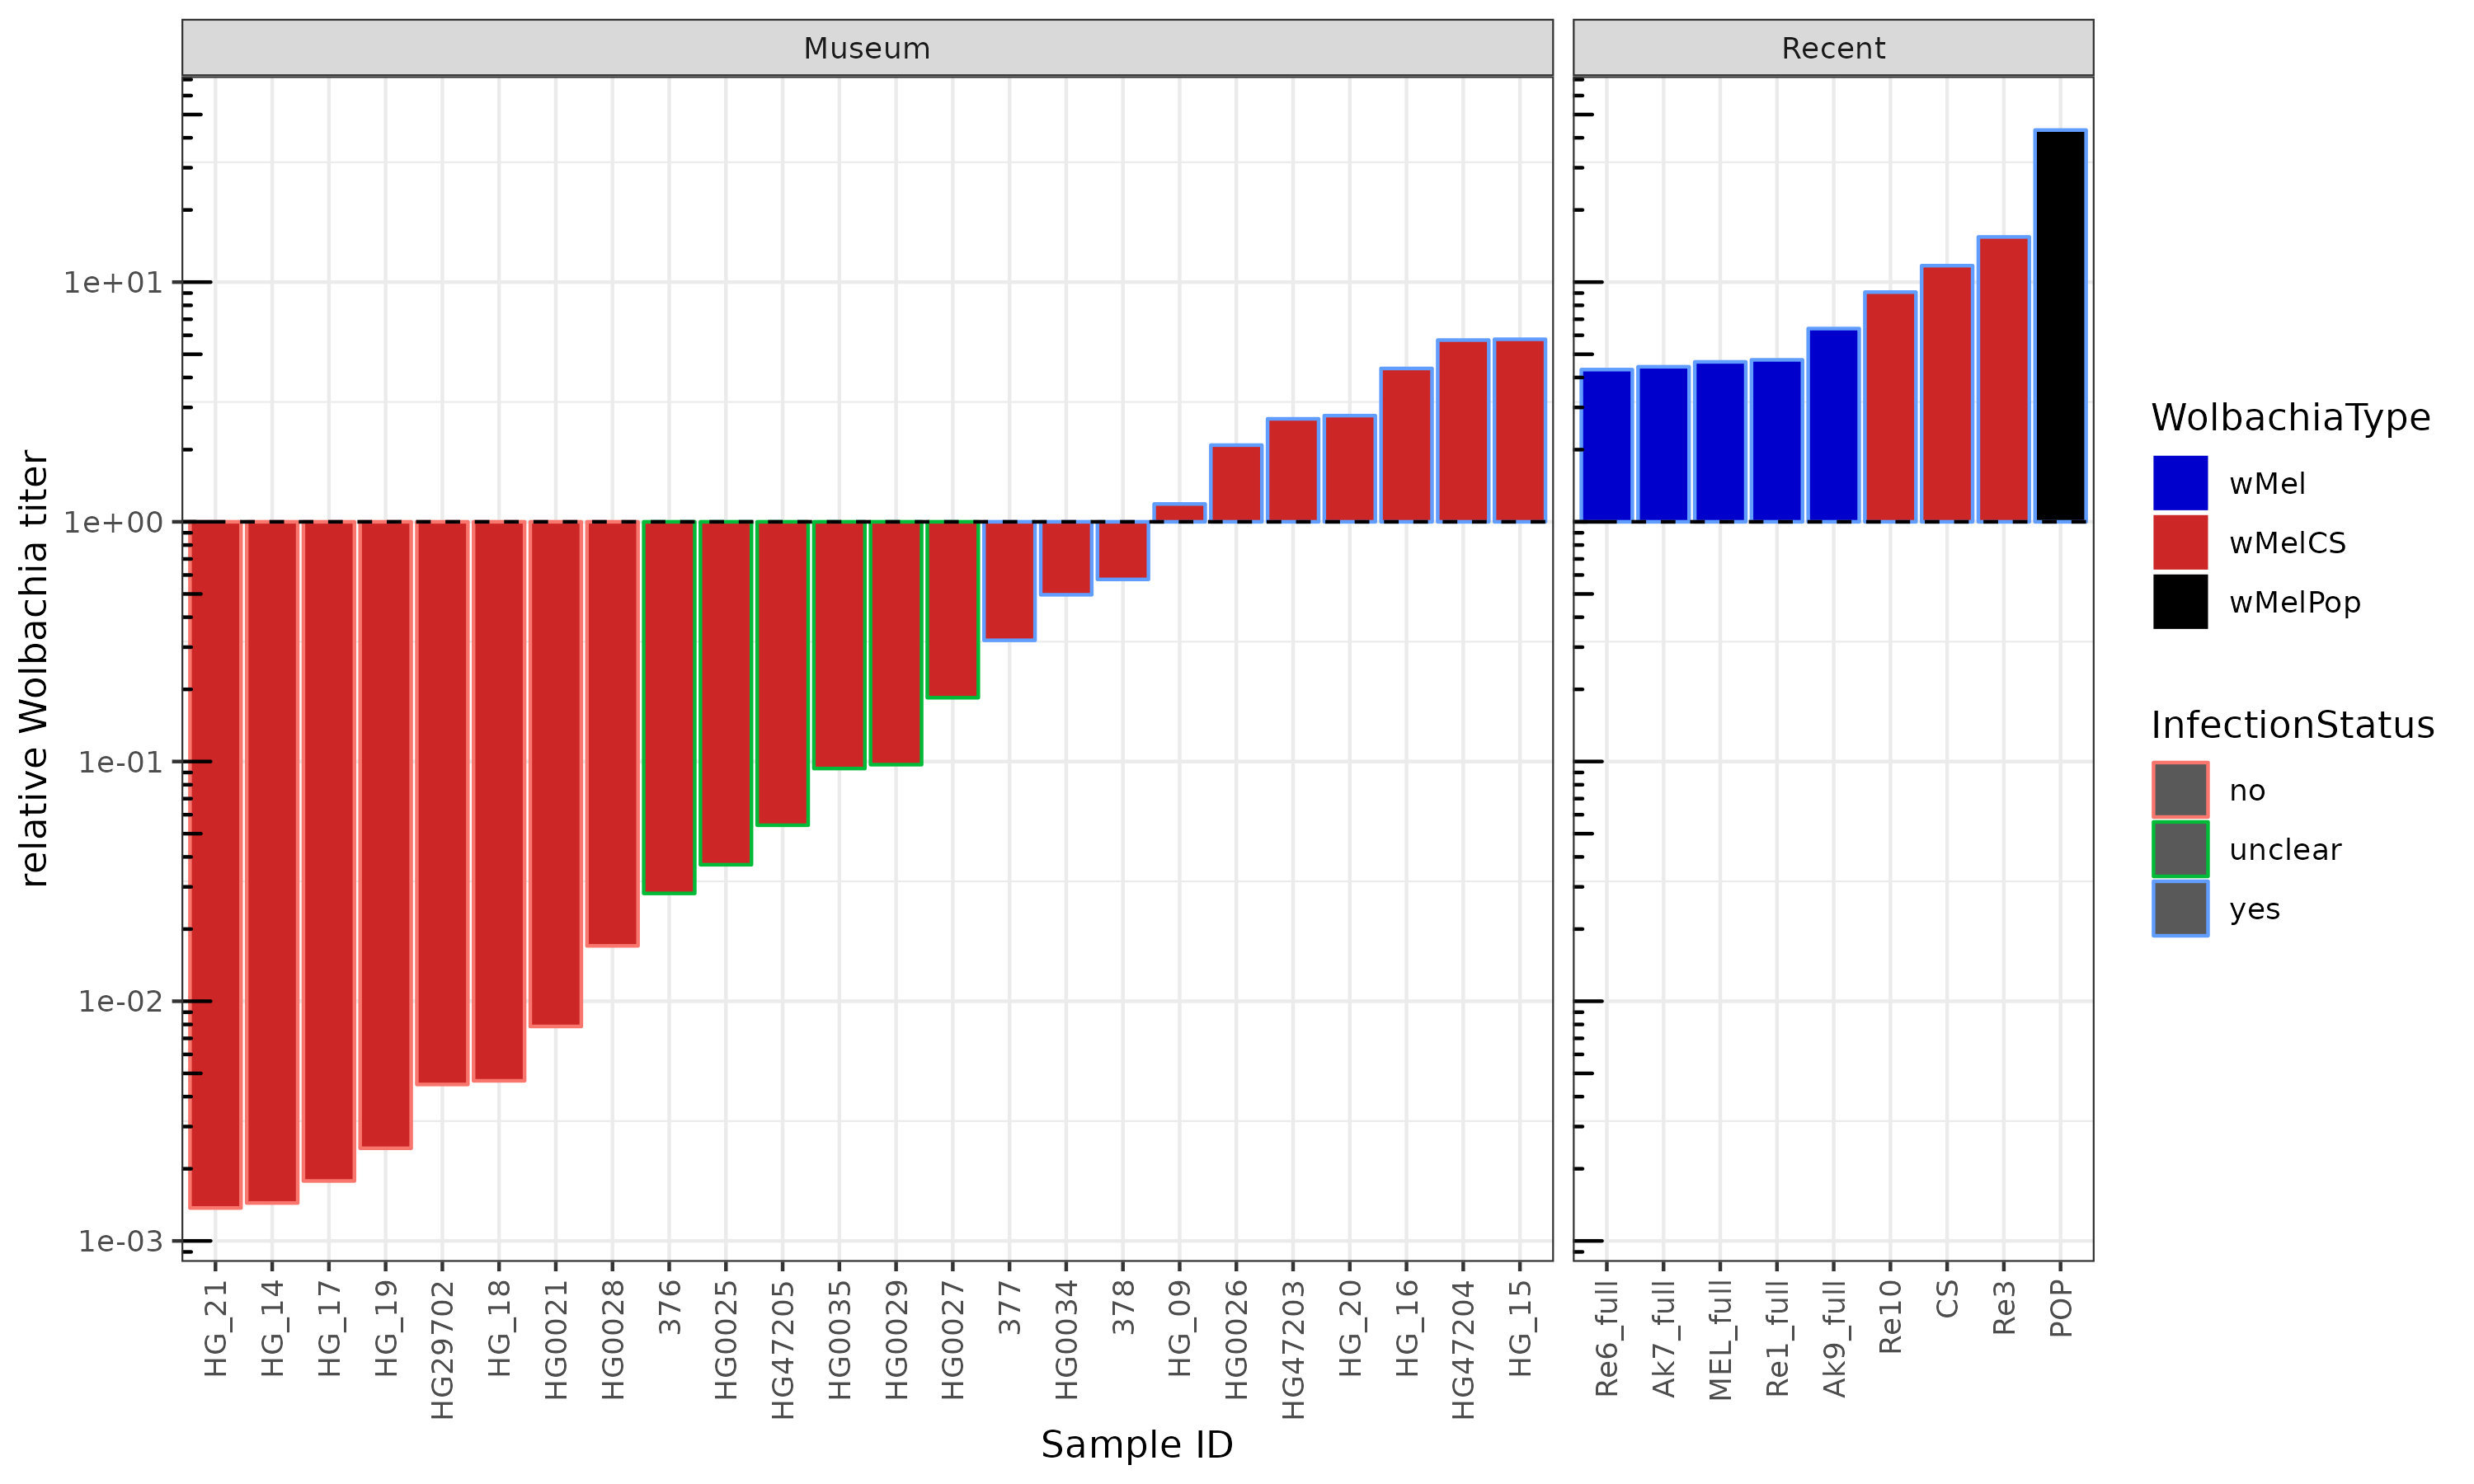 Museum
Recent
relative Wolbachia titer
1e+01
1e+00
1e-01
1e-02
1e-03
HG_21
HG_14
HG_17
HG_19
HG29702
HG_18
HG0021
HG0028
376
HG0025
HG47205
HG0035
HG0029
HG0027
377
HG0034
378
HG_09
HG0026
HG47203
HG_20
HG_16
HG47204
HG_15
Re6_full
Ak7_full
MEL_full
Re1_full
Ak9_full
Re10
CS
Re3
POP
Sample ID
WolbachiaType
wMel
wMelCS
wMelPop
InfectionStatus
no
unclear
yes